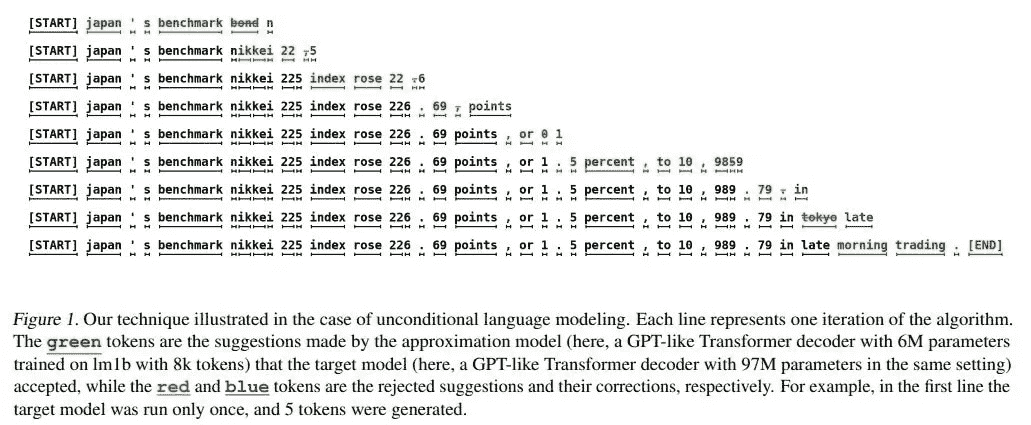 [START] japan ' s benchmark bond n
[START] japan ' s benchmark nikkei 22 75
[START] japan ' s benchmark nikkei 225 index rose 22 76
[START] japan ' s benchmark nikkei 225 index rose 226 . 69 7 points
[START] japan ' s benchmark nikkei 225 index rose 226 . 69 points , or 0 1
[START] japan ' s benchmark nikkei 225 index rose 226 . 69 points , or 1 . 5 percent , to 10 , 9859
[START] japan ' s benchmark nikkei 225 index rose 226 . 69 points , or 1 . 5 percent , to 10 , 989 . 79 7 in
[START] japan ' s benchmark nikkei 225 index rose 226 . 69 points , or 1 . 5 percent , to 10 , 989 . 79 in tokyo late
[START] japan ' s benchmark nikkei 225 index rose 226 . 69 points , or 1 . 5 percent , to 10 , 989 . 79 in late morning trading . [END]
Figure 1. Our technique illustrated in the case of unconditional language modeling. Each line represents one iteration of the algorithm.
The green tokens are the suggestions made by the approximation model (here, a GPT-like Transformer decoder with 6M parameters
trained on lm1b with 8k tokens) that the target model (here, a GPT-like Transformer decoder with 97M parameters in the same setting)
accepted, while the red and blue tokens are the rejected suggestions and their corrections, respectively. For example, in the first line the
target model was run only once, and 5 tokens were generated.